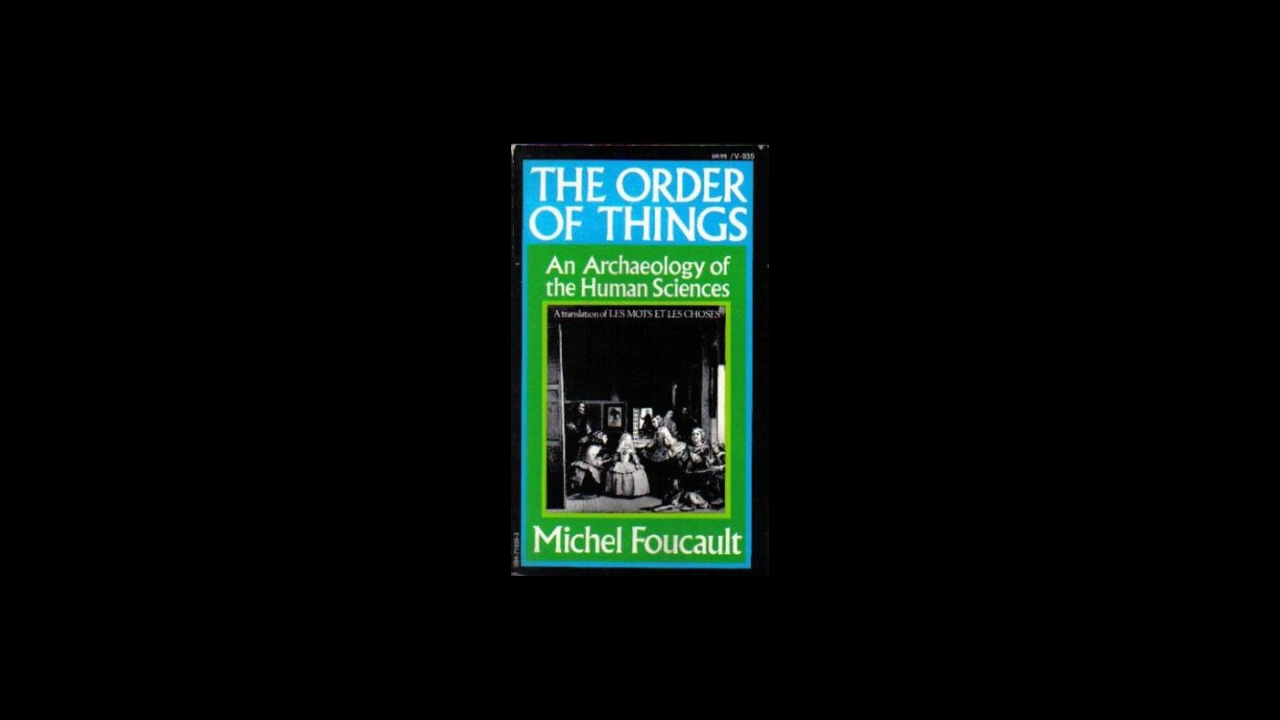 /V-935
THE ORDER
OF THINGS
An Archaeology of
the Human Sciences
A translation of LES MOTS ET LES CHOSES
Michel Foucault